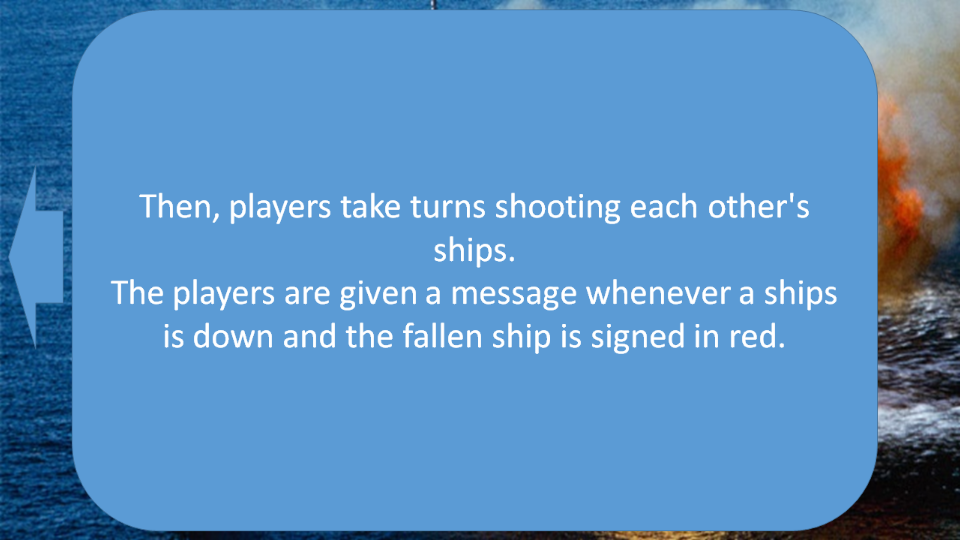 Then, players take turns shooting each other's
ships.
The players are given a message whenever a ships
is down and the fallen ship is signed in red.